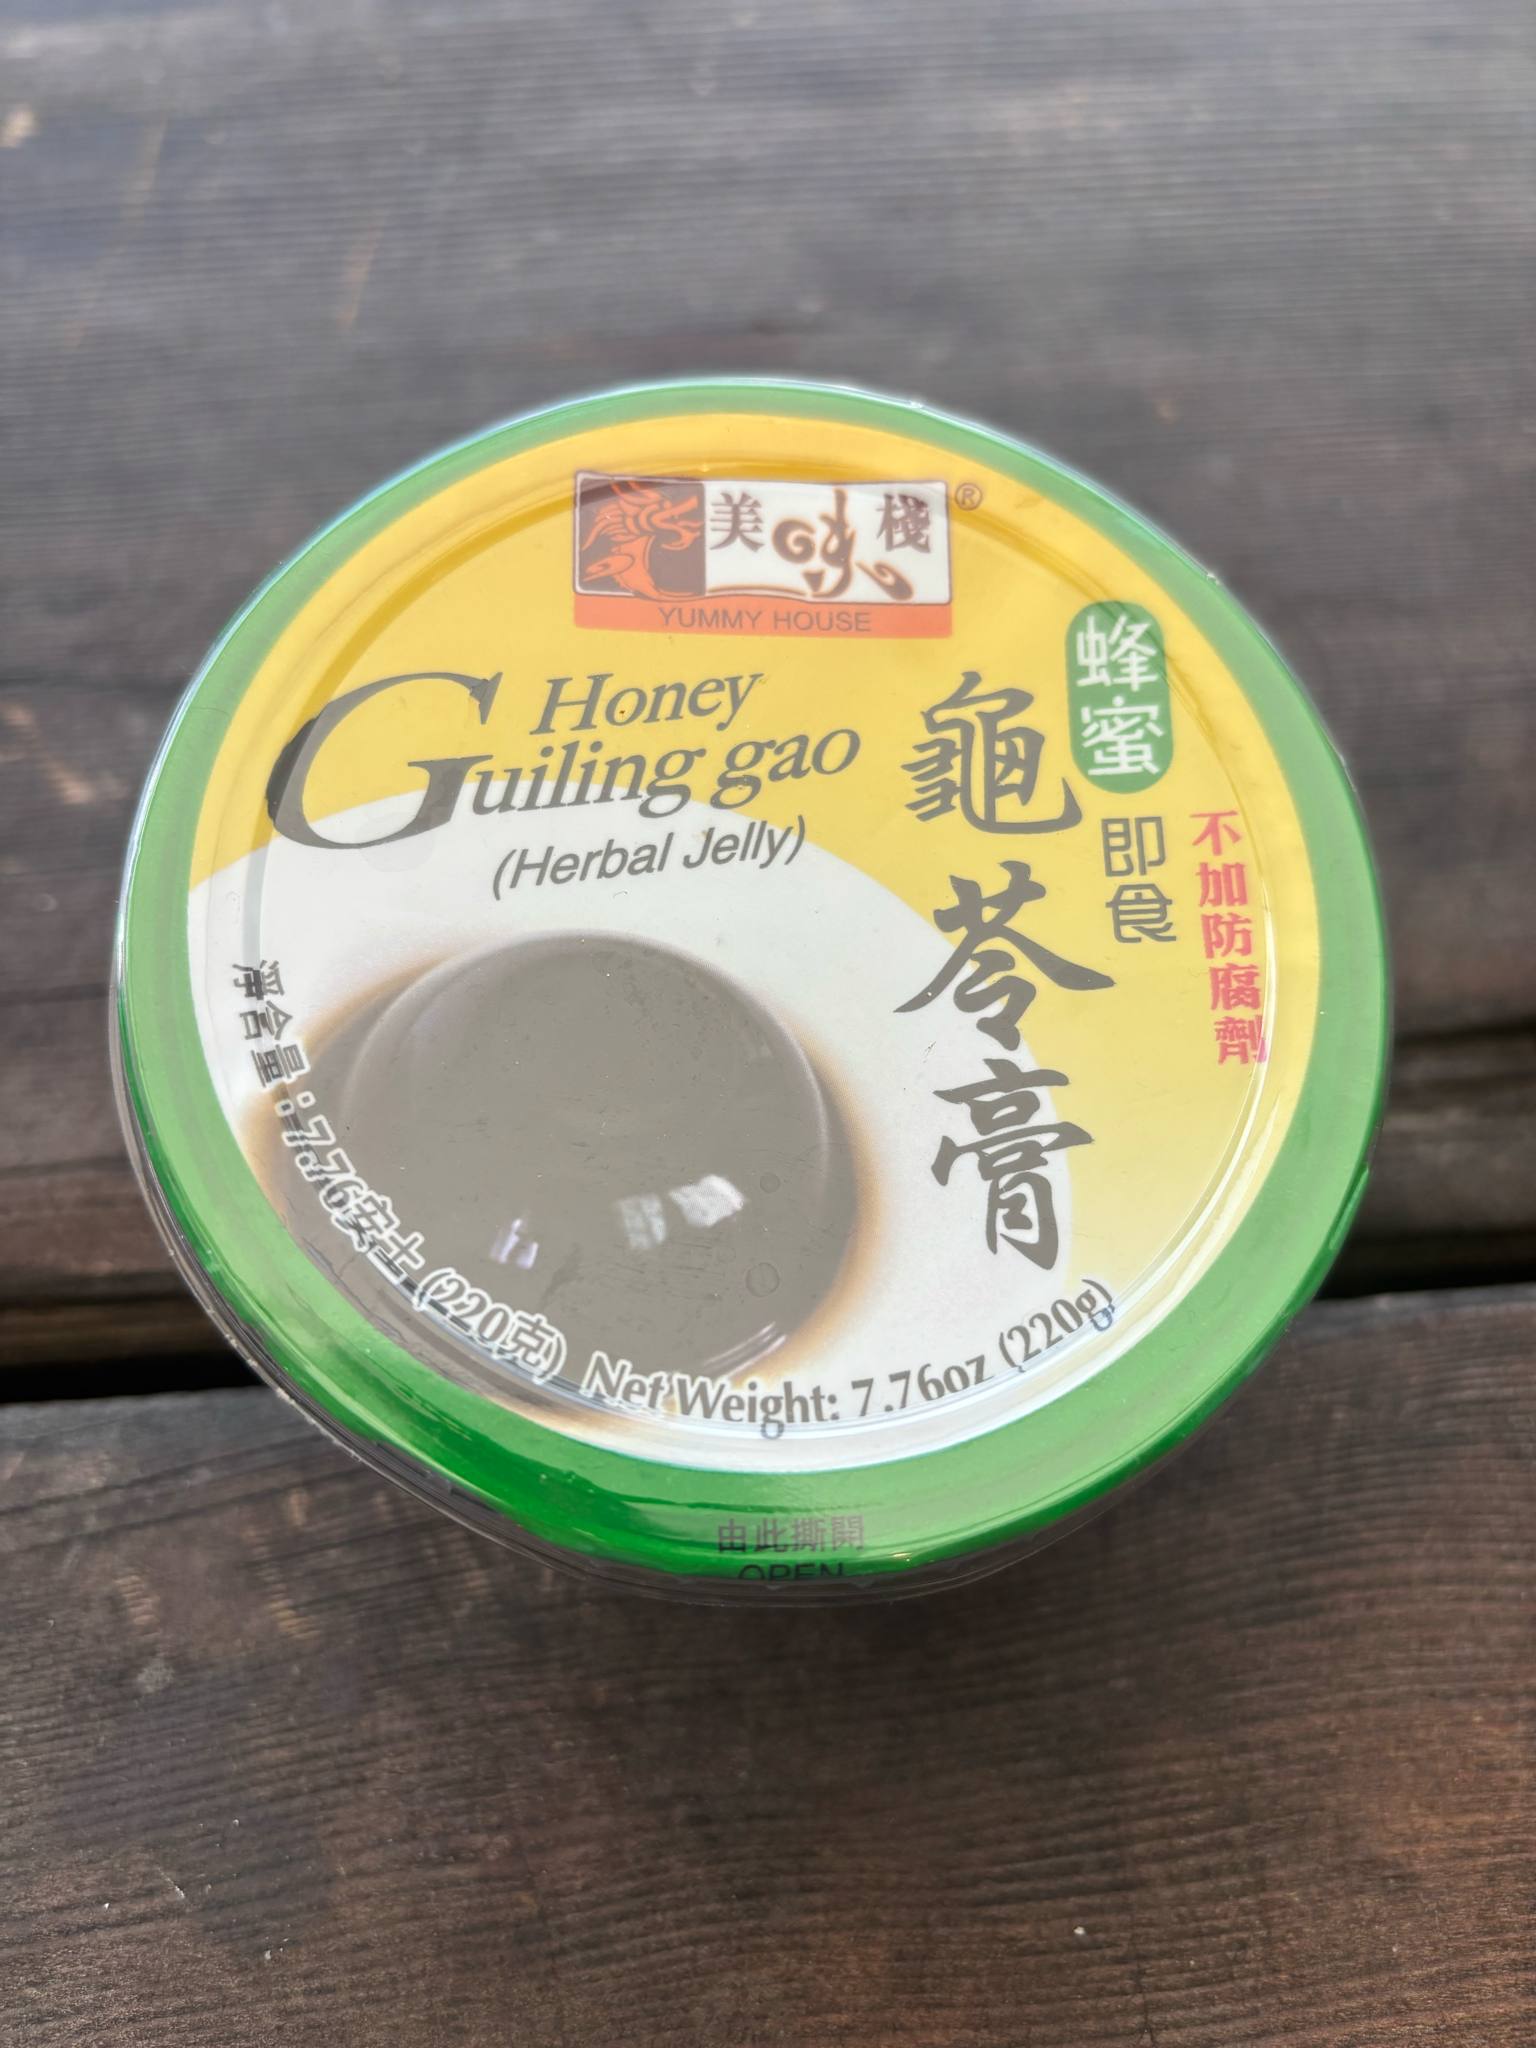 美味棧®
YUMMY HOUSE
Honey
Guiling gao
(Herbal Jelly)
蜂蜜
龜苓膏
即食
不加防腐劑
淨含量：7.76安士 (220克) Net Weight: 7.76oz (220g)
由此撕開
OPEN